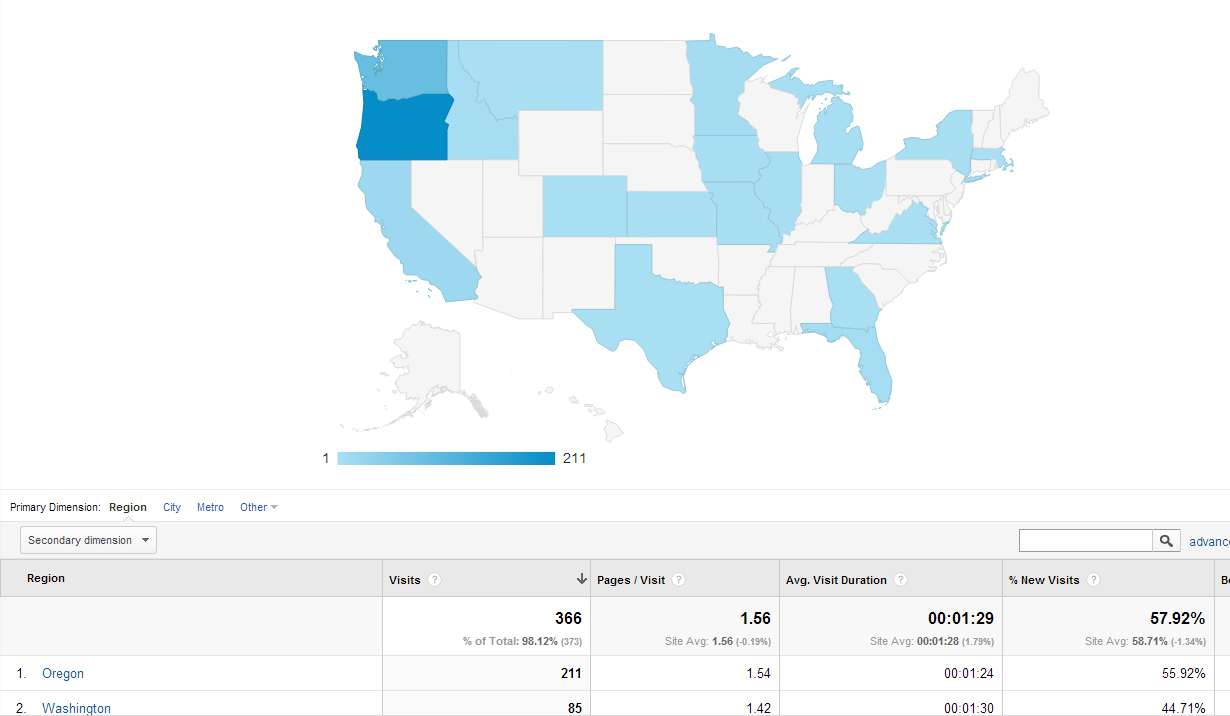 1 211
Primary Dimension: Region City Metro Other
Secondary dimension
advanc
Region Visits ? Pages / Visit ? Avg. Visit Duration ? % New Visits ? B
366 1.56 00:01:29 57.92%
% of Total: 98.12% (373) Site Avg: 1.56 (-0.19%) Site Avg: 00:01:28 (1.79%) Site Avg: 58.71% (-1.34%)
1. Oregon 211 1.54 00:01:24 55.92%
2. Washington 85 1.42 00:01:30 44.71%